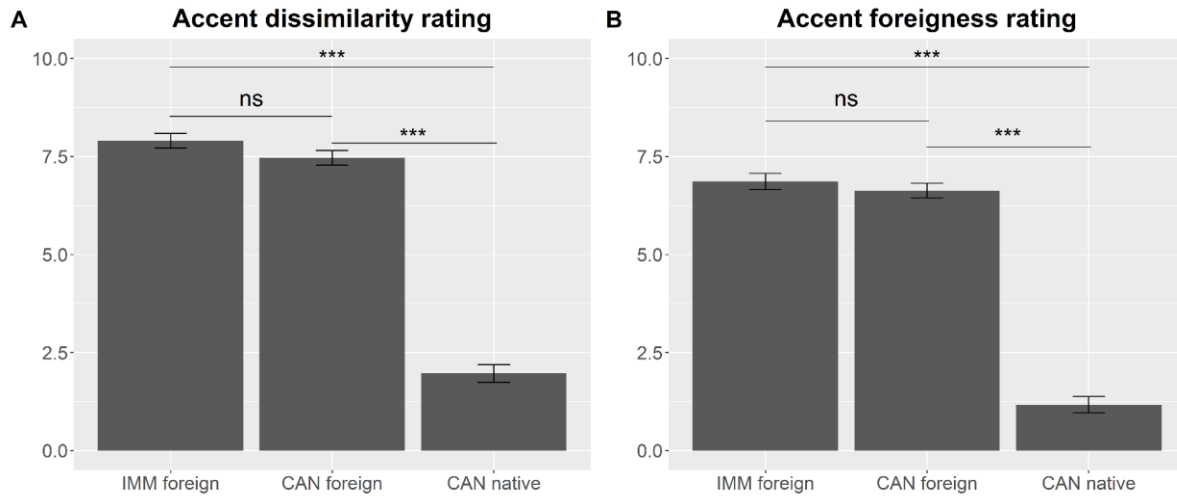 A
Accent dissimilarity rating
10.0
7.5
5.0
2.5
0.0
***
ns
***
IMM foreign
CAN foreign
CAN native
B
Accent foreigness rating
10.0
7.5
5.0
2.5
0.0
***
ns
***
IMM foreign
CAN foreign
CAN native